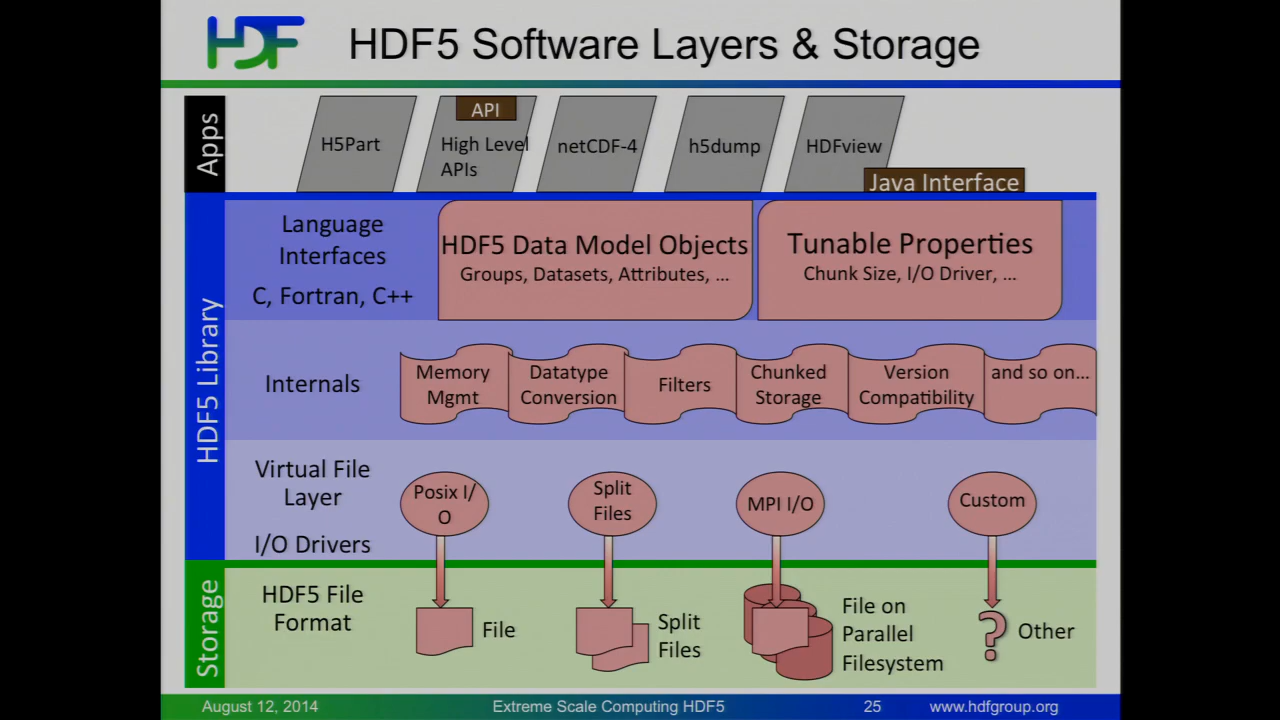 HDF
HDF5 Software Layers & Storage
Apps
H5Part
API
High Level
APIs
netCDF-4
h5dump
HDFview
Java Interface
HDF5 Library
Language
Interfaces
C, Fortran, C++
HDF5 Data Model Objects
Groups, Datasets, Attributes, ...
Tunable Properties
Chunk Size, I/O Driver, ...
Internals
Memory
Mgmt
Datatype
Conversion
Filters
Chunked
Storage
Version
Compatibility
and so on...
Virtual File
Layer
I/O Drivers
Posix I/
O
Split
Files
MPI I/O
Custom
Storage
HDF5 File
Format
File
Split
Files
File on
Parallel
Filesystem
?
Other
August 12, 2014
Extreme Scale Computing HDF5
25
www.hdfgroup.org